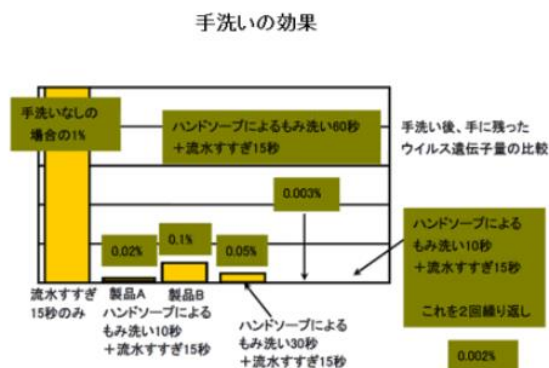 手洗いの効果
手洗いなしの
場合の1%
ハンドソープによるもみ洗い60秒
＋流水すすぎ15秒
手洗い後、手に残った
ウイルス遺伝子量の比較
0.003%
0.02%
0.1%
0.05%
ハンドソープによる
もみ洗い10秒
＋流水すすぎ15秒
これを2回繰り返し
0.002%
流水すすぎ
15秒のみ
製品A
製品B
ハンドソープによる
もみ洗い10秒
＋流水すすぎ15秒
ハンドソープによる
もみ洗い30秒
＋流水すすぎ15秒